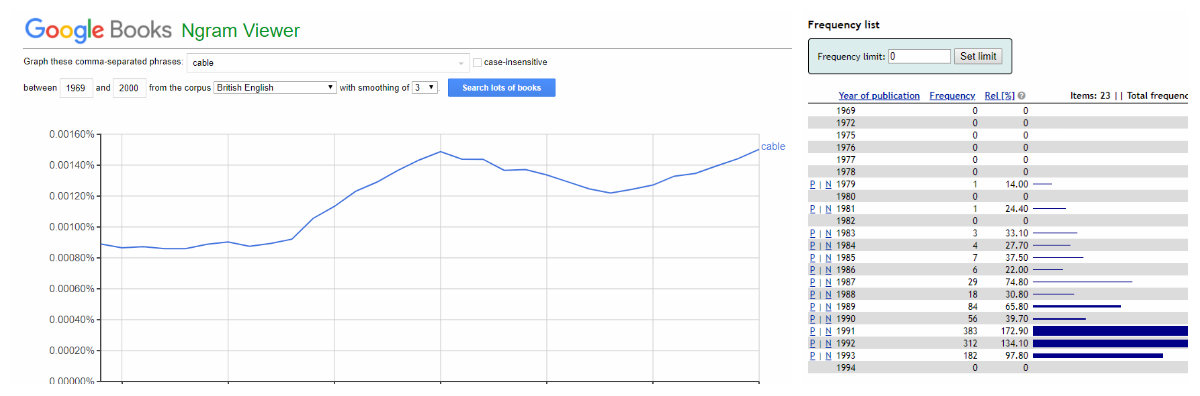 Google Books Ngram Viewer
Graph these comma-separated phrases: cable case-insensitive
between 1969 and 2000 from the corpus British English with smoothing of 3 . Search lots of books
0.00160%
0.00140%
0.00120%
0.00100%
0.00080%
0.00060%
0.00040%
0.00020%
0.00000%
cable
Frequency list
Frequency limit: 0 Set limit
Year of publication Frequency Rel [%] ? Items: 23 | | Total frequenc
1969 0 0
1972 0 0
1975 0 0
1976 0 0
1977 0 0
1978 0 0
P | N 1979 1 14.00
1980 0 0
P | N 1981 1 24.40
1982 0 0
P | N 1983 3 33.10
P | N 1984 4 27.70
P | N 1985 7 37.50
P | N 1986 6 22.00
P | N 1987 29 74.80
P | N 1988 18 30.80
P | N 1989 84 65.80
P | N 1990 56 39.70
P | N 1991 383 172.90
P | N 1992 312 134.10
P | N 1993 182 97.80
1994 0 0